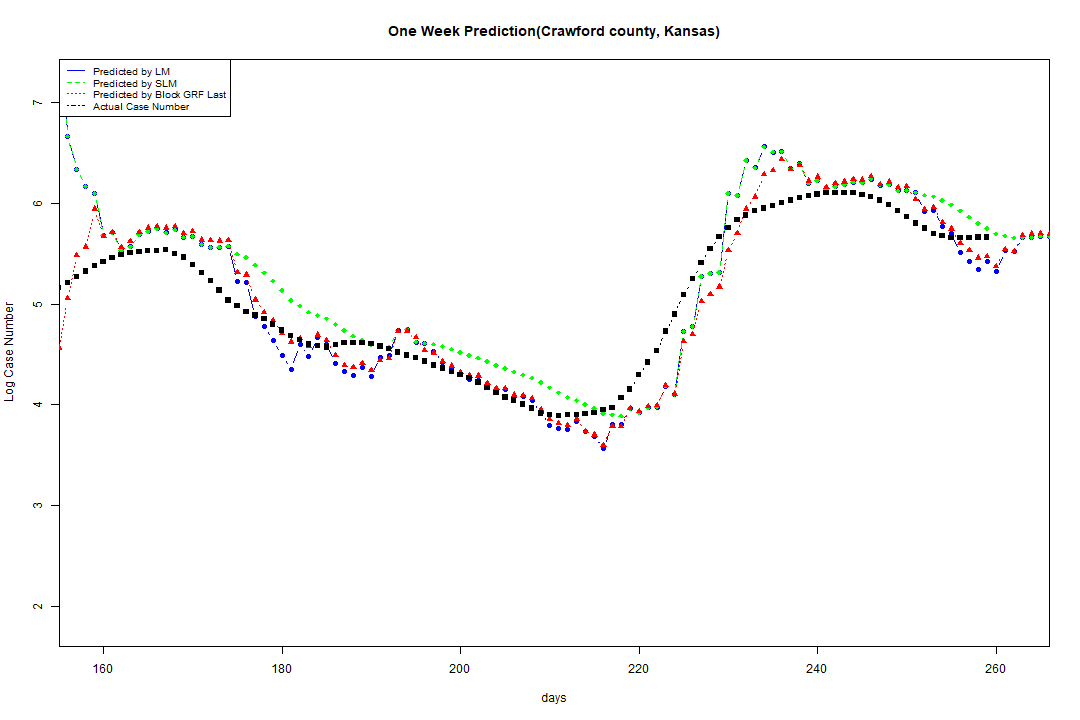 One Week Prediction(Crawford county, Kansas)
Predicted by LM
Predicted by SLM
Predicted by Block GRF Last
Actual Case Number
7
6
5
4
3
2
Log Case Number
160 180 200 220 240 260
days